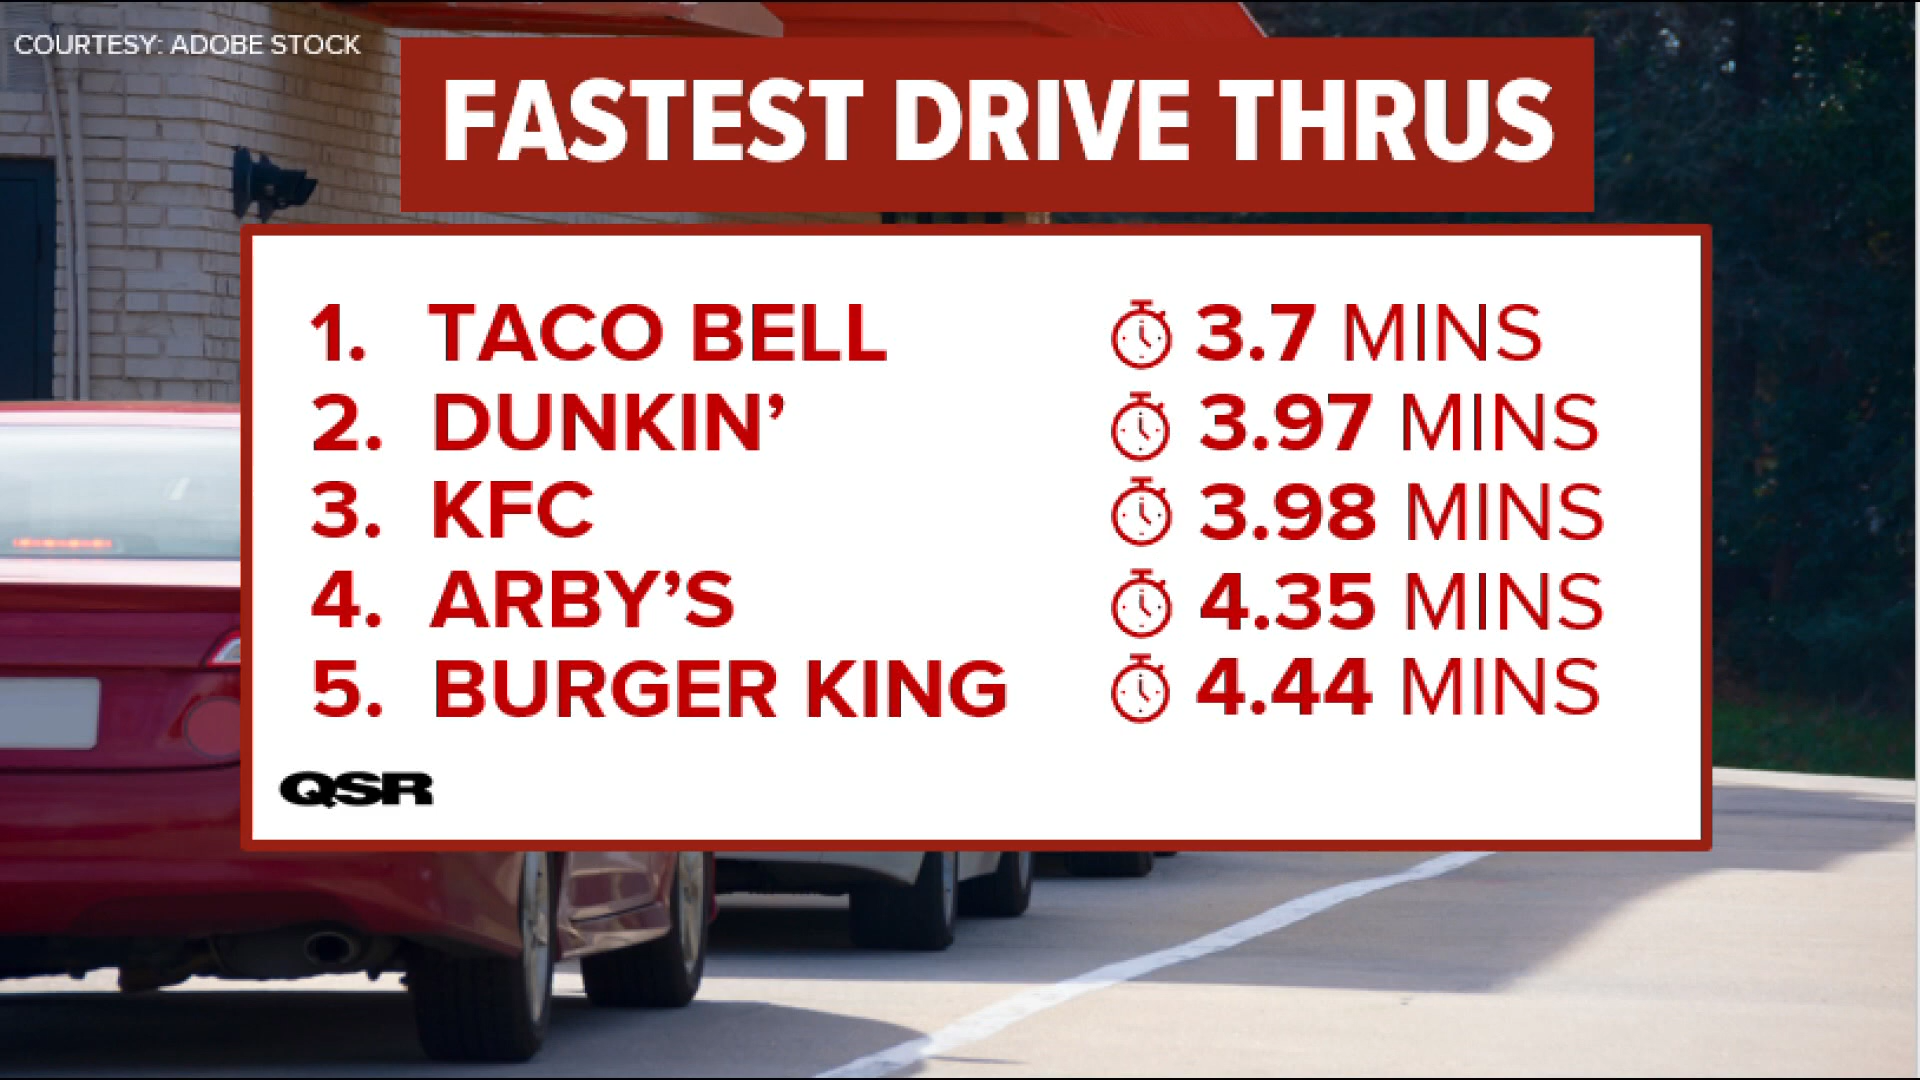 COURTESY: ADOBE STOCK
FASTEST DRIVE THRUS
1. TACO BELL 3.7 MINS
2. DUNKIN’ 3.97 MINS
3. KFC 3.98 MINS
4. ARBY’S 4.35 MINS
5. BURGER KING 4.44 MINS
QSR